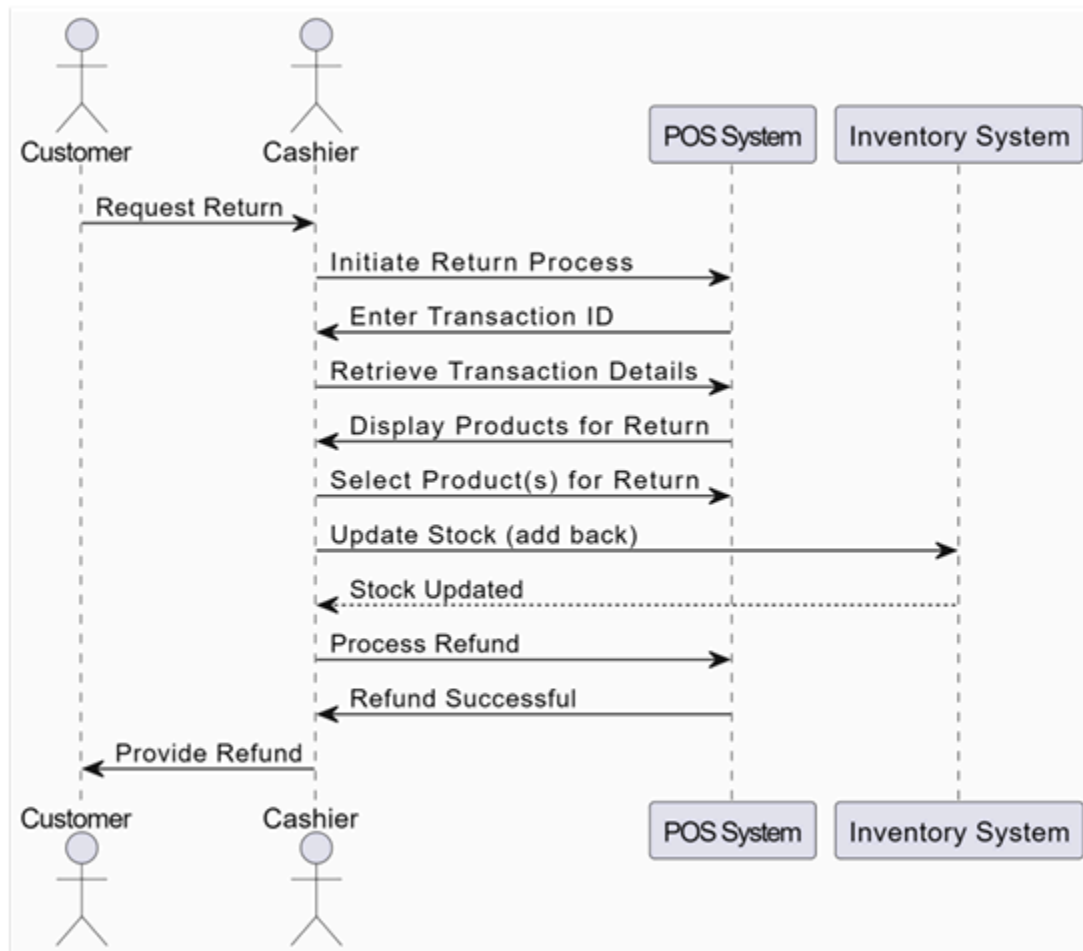 Customer
Cashier
POS System
Inventory System
Request Return
Initiate Return Process
Enter Transaction ID
Retrieve Transaction Details
Display Products for Return
Select Product(s) for Return
Update Stock (add back)
Stock Updated
Process Refund
Refund Successful
Provide Refund
Customer
Cashier
POS System
Inventory System